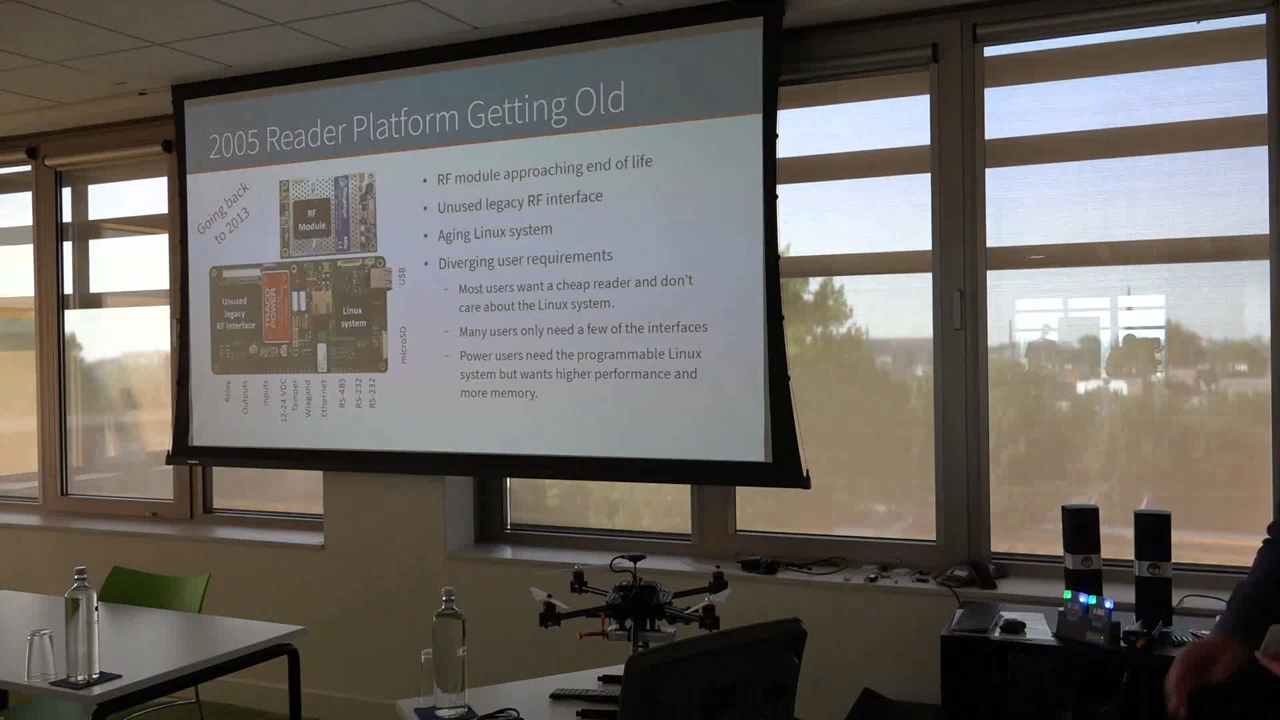 2005 Reader Platform Getting Old
Going back
to 2013
RF
Module
Unused
legacy
RF interface
TRACO
POWER
Linux
system
USB
microSD
Relay
Outputs
Inputs
12-24 VDC
Tamper
Wiegand
Ethernet
RS-485
RS-232
RS-232
• RF module approaching end of life
• Unused legacy RF interface
• Aging Linux system
• Diverging user requirements
– Most users want a cheap reader and don't
care about the Linux system.
– Many users only need a few of the interfaces
– Power users need the programmable Linux
system but wants higher performance and
more memory.